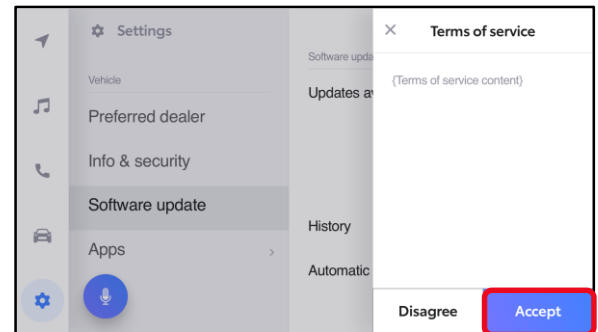 Settings
Vehicle
Preferred dealer
Info & security
Software update
Apps
Software upda
Updates av
History
Automatic
Terms of service
{Terms of service content}
Disagree
Accept